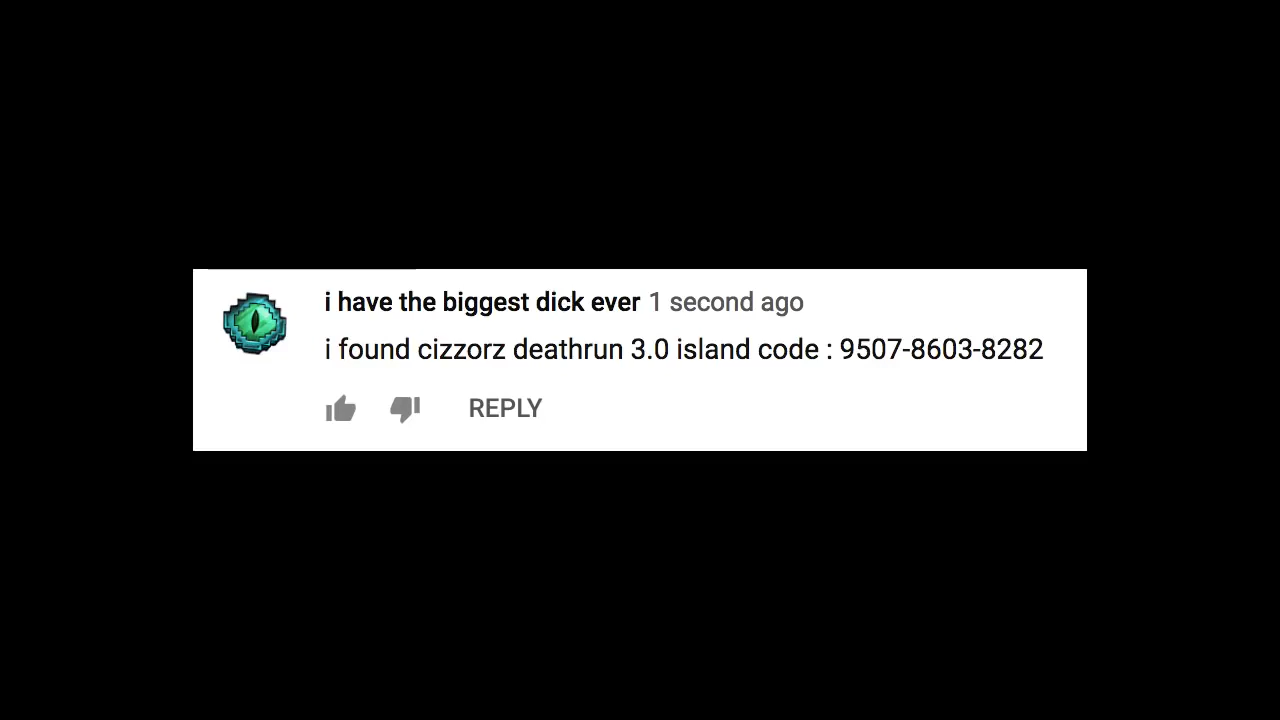 i have the biggest dick ever 1 second ago
i found cizzorz deathrun 3.0 island code : 9507-8603-8282
REPLY